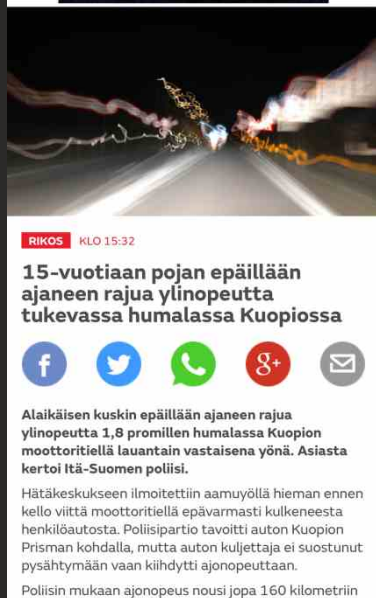 RIKOS KLO 15:32
15-vuotiaan pojan epäillään
ajaneen rajua ylinopeutta
tukevassa humalassa Kuopiossa
f g+
Alaikäisen kuskin epäillään ajaneen rajua
ylinopeutta 1,8 promillen humalassa Kuopion
moottoritiellä lauantain vastaisena yönä. Asiasta
kertoi Itä-Suomen poliisi.
Hätäkeskukseen ilmoitettiin aamuyöllä hieman ennen
kello viittä moottoritiellä epävarmasti kulkeneesta
henkilöautosta. Poliisipartio tavoitti auton Kuopion
Prisman kohdalla, mutta auton kuljettaja ei suostunut
pysähtymään vaan kiihdytti ajonopeuttaan.
Poliisin mukaan ajonopeus nousi jopa 160 kilometriin